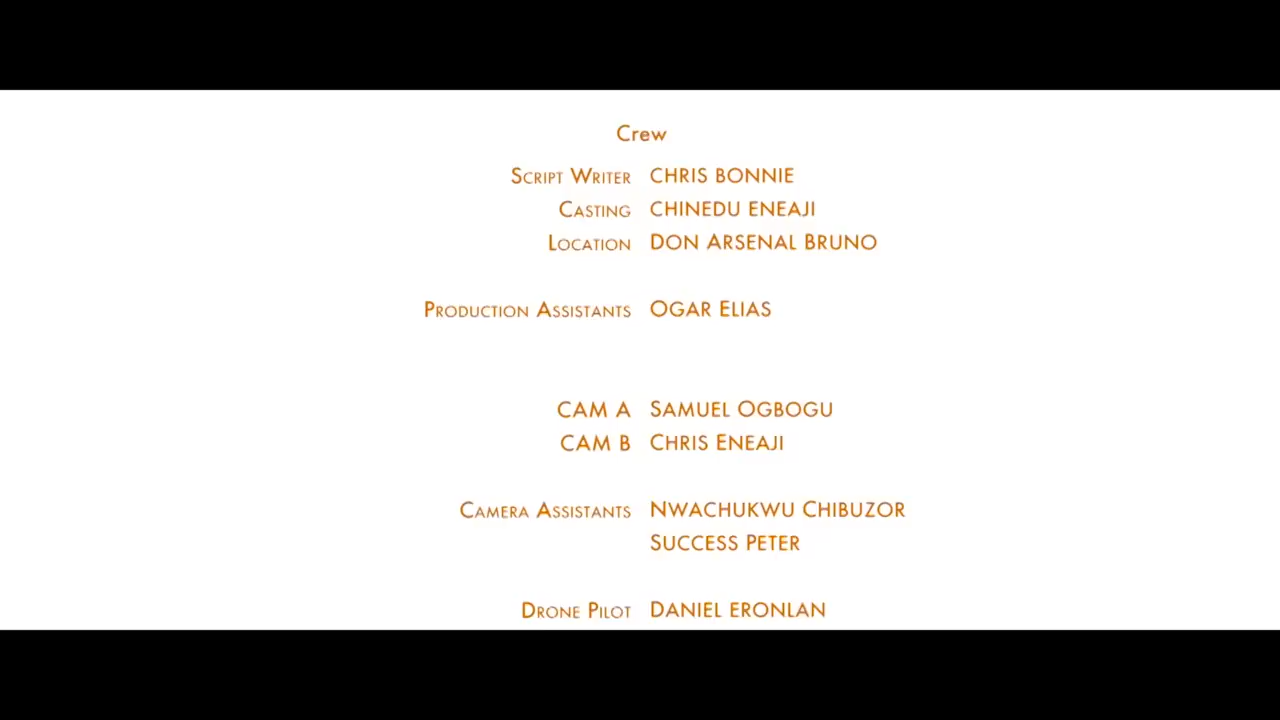 Crew
Script Writer CHRIS BONNIE
Casting CHINEDU ENEAJI
Location DON ARSENAL BRUNO
Production Assistants OGAR ELIAS
CAM A SAMUEL OGBOGU
CAM B CHRIS ENEAJI
Camera Assistants NWACHUKWU CHIBUZOR
SUCCESS PETER
Drone Pilot DANIEL ERONLAN